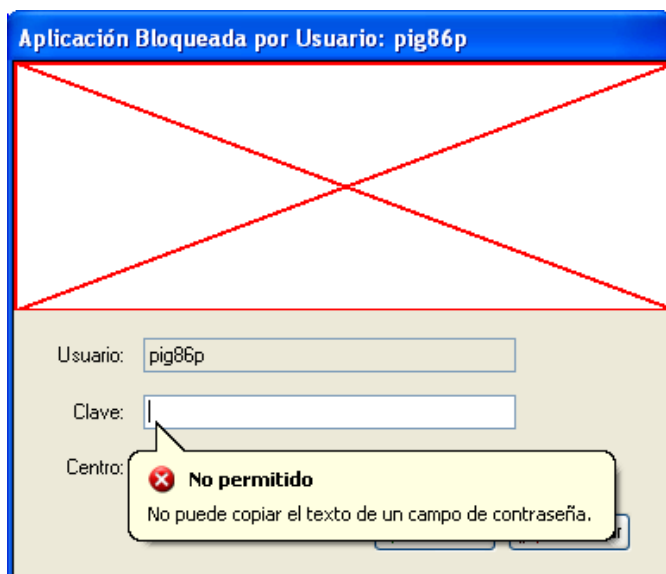 Aplicación Bloqueada por Usuario: pig86p
Usuario: pig86p
Clave:
Centro:
No permitido
No puede copiar el texto de un campo de contraseña.